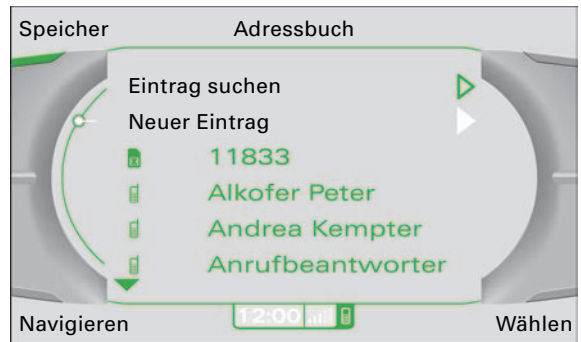 Speicher Adressbuch
Eintrag suchen
Neuer Eintrag
11833
Alkofer Peter
Andrea Kempter
Anrufbeantworter
Navigieren 12:00 Wählen